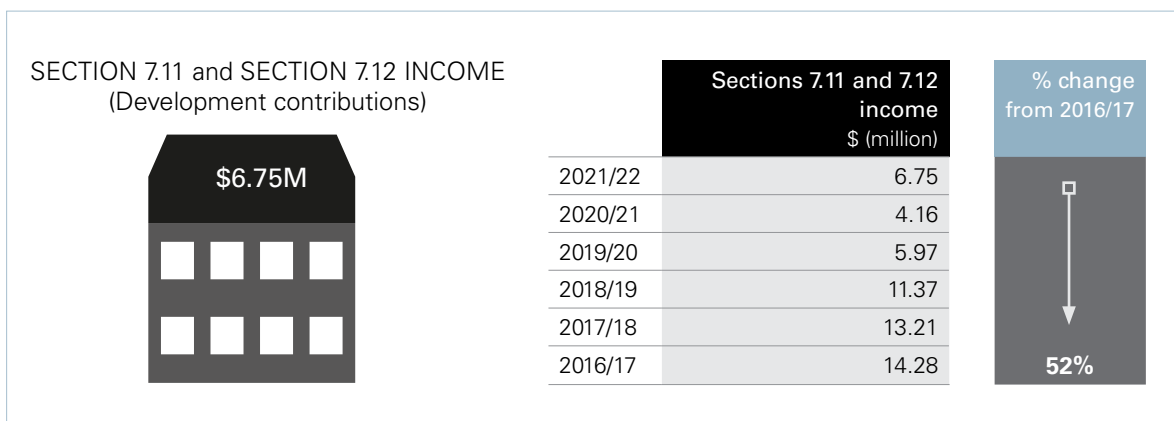 SECTION 7.11 and SECTION 7.12 INCOME
(Development contributions)
$6.75M
Sections 7.11 and 7.12
income
$ (million)
2021/22 6.75
2020/21 4.16
2019/20 5.97
2018/19 11.37
2017/18 13.21
2016/17 14.28
% change
from 2016/17
52%